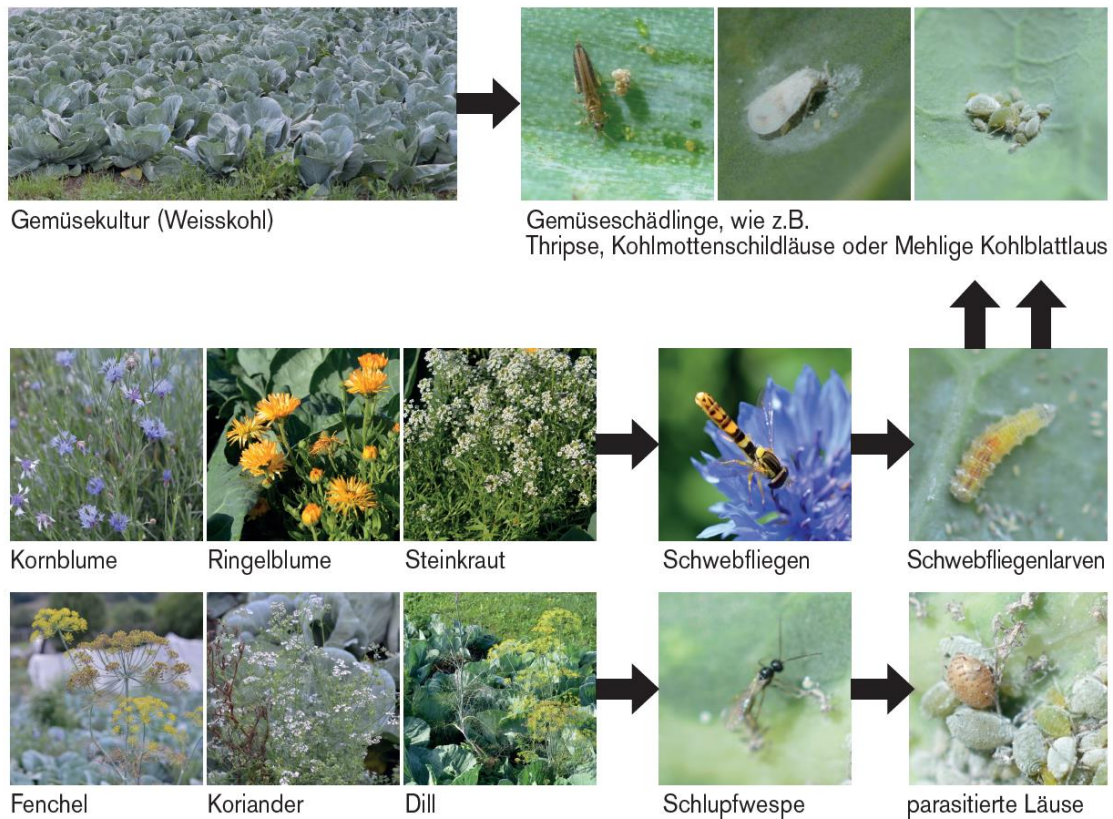 Gemüsekultur (Weisskohl)
Gemüseschädlinge, wie z.B.
Thripse, Kohlmottenschildläuse oder Mehlige Kohlblattlaus
Kornblume
Ringelblume
Steinkraut
Schwebfliegen
Schwebfliegenlarven
Fenchel
Koriander
Dill
Schlupfwespe
parasitierte Läuse